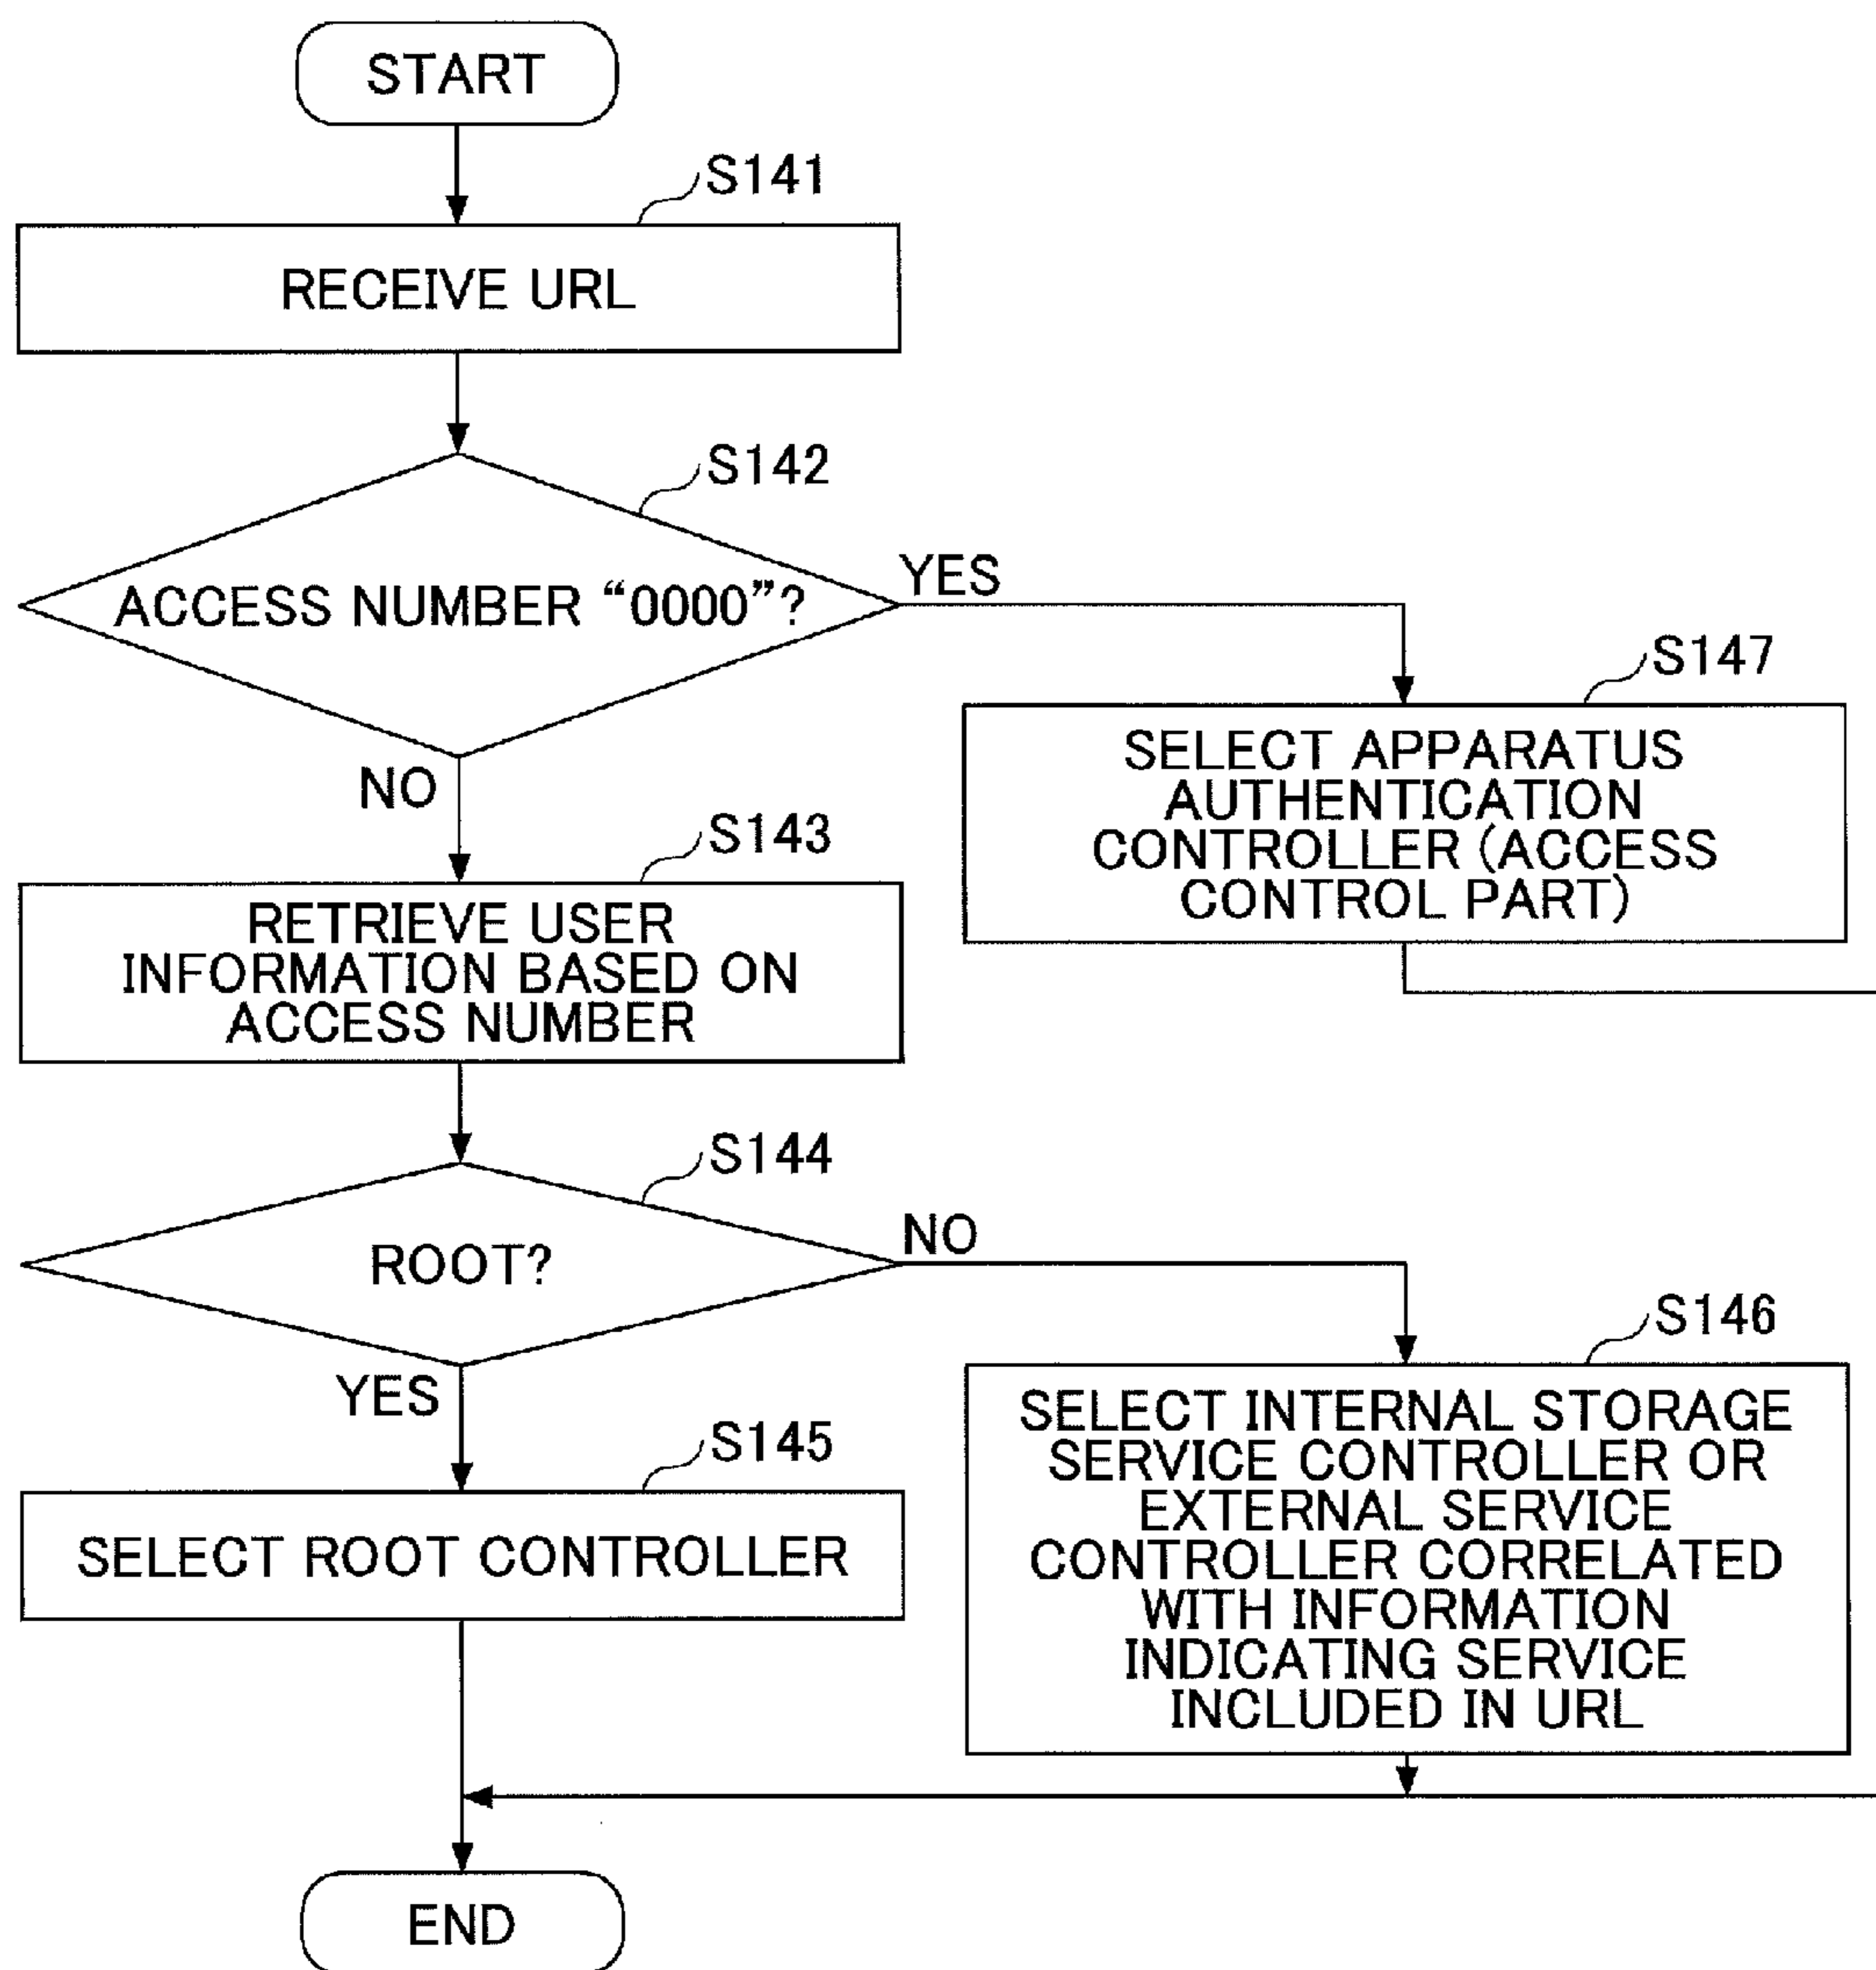 START
S141
RECEIVE URL
S142
ACCESS NUMBER “0000”?
YES
NO
S147
SELECT APPARATUS
AUTHENTICATION
CONTROLLER (ACCESS
CONTROL PART)
S143
RETRIEVE USER
INFORMATION BASED ON
ACCESS NUMBER
S144
ROOT?
NO
YES
S146
SELECT INTERNAL STORAGE
SERVICE CONTROLLER OR
EXTERNAL SERVICE
CONTROLLER CORRELATED
WITH INFORMATION
INDICATING SERVICE
INCLUDED IN URL
S145
SELECT ROOT CONTROLLER
END